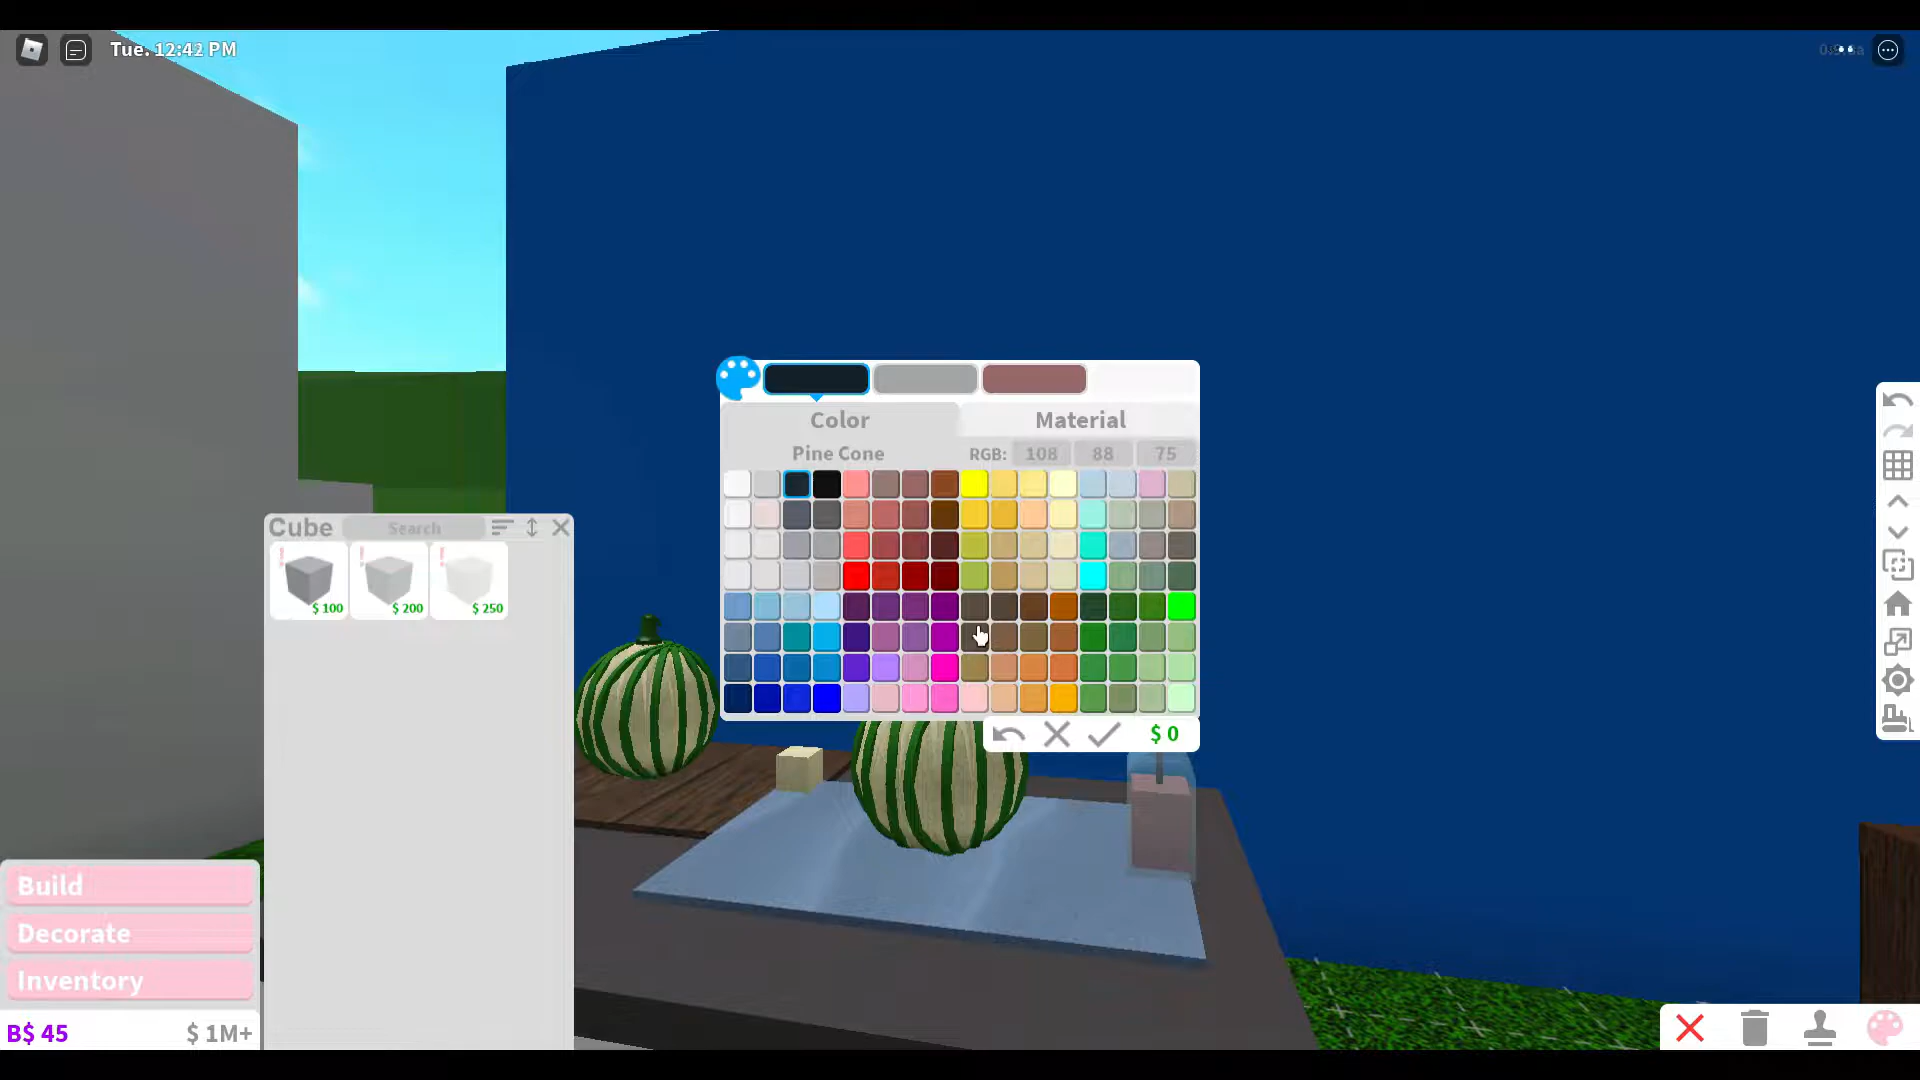 Tue. 12:42 PM
Color
Material
Pine Cone
RGB: 108 88 75
Cube
Search
$ 100
$ 200
$ 250
$ 0
Build
Decorate
Inventory
B$ 45
$ 1M+